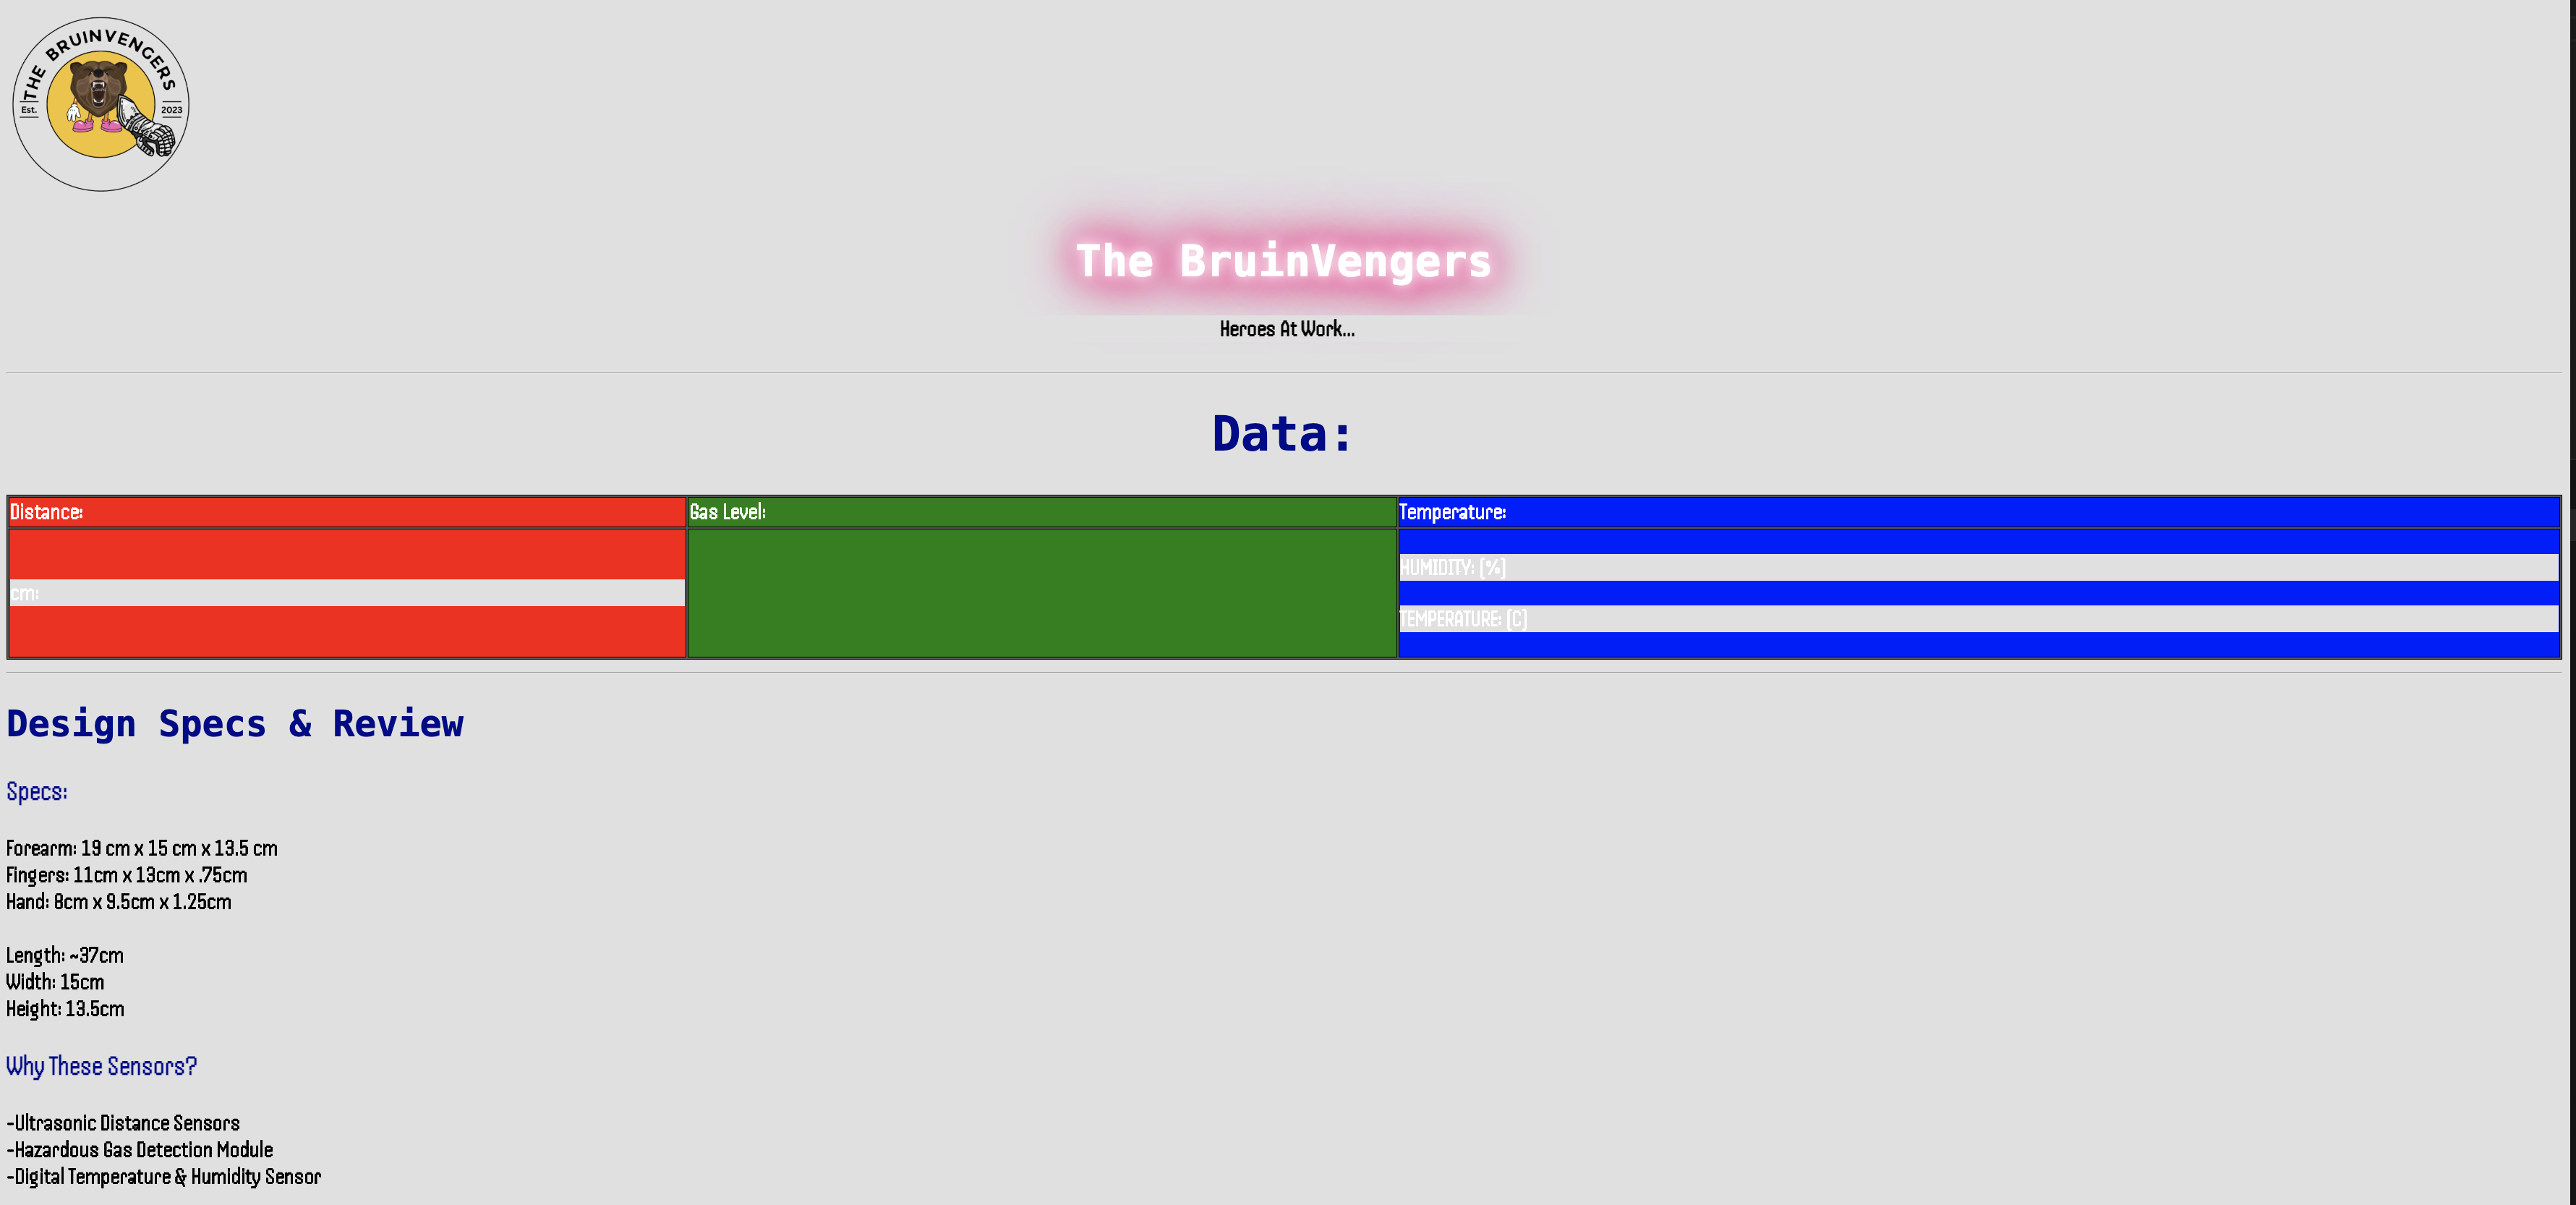 THE BRUINVENGERS
Est. 2023
The BruinVengers
Heroes At Work...
Data:
Distance: Gas Level: Temperature:
HUMIDITY: (%)
cm:
TEMPERATURE: (C)
Design Specs & Review
Specs:
Forearm: 19 cm x 15 cm x 13.5 cm
Fingers: 11cm x 13cm x .75cm
Hand: 8cm x 9.5cm x 1.25cm
Length: ~37cm
Width: 15cm
Height: 13.5cm
Why These Sensors?
-Ultrasonic Distance Sensors
-Hazardous Gas Detection Module
-Digital Temperature & Humidity Sensor